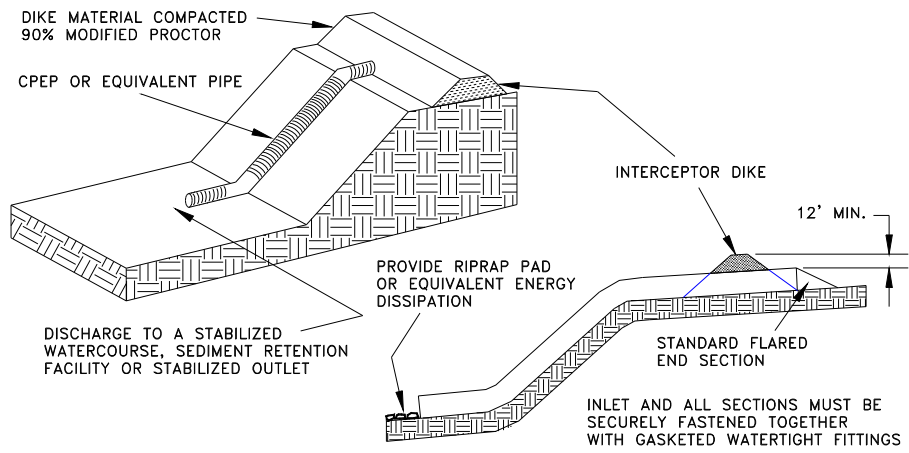 DIKE MATERIAL COMPACTED
90% MODIFIED PROCTOR
CPEP OR EQUIVALENT PIPE
INTERCEPTOR DIKE
12' MIN.
PROVIDE RIPRAP PAD
OR EQUIVALENT ENERGY
DISSIPATION
DISCHARGE TO A STABILIZED
WATERCOURSE, SEDIMENT RETENTION
FACILITY OR STABILIZED OUTLET
STANDARD FLARED
END SECTION
INLET AND ALL SECTIONS MUST BE
SECURELY FASTENED TOGETHER
WITH GASKETED WATERTIGHT FITTINGS